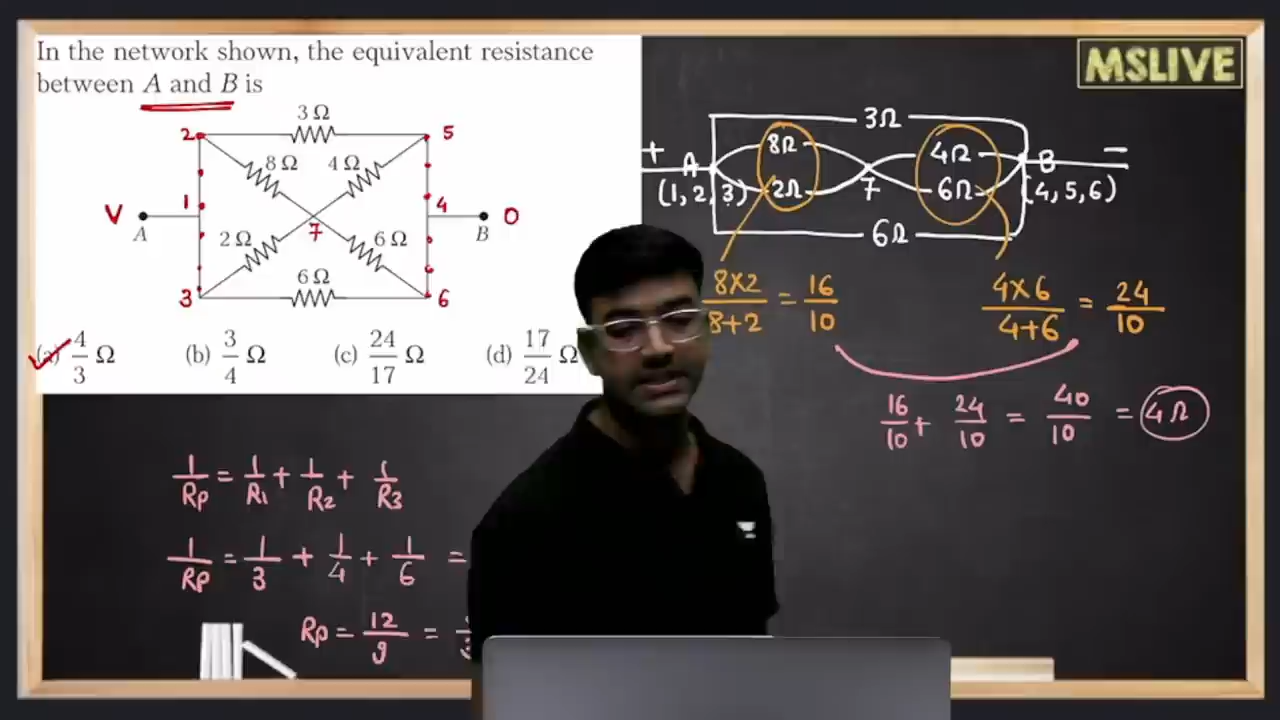 In the network shown, the equivalent resistance
between A and B is
3 Ω
2 5
8 Ω 4 Ω
V 1 4 O
A 7 B
2 Ω 6 Ω
6 Ω
3 6
(a) 4/3 Ω (b) 3/4 Ω (c) 24/17 Ω (d) 17/24 Ω
MSLIVE
3Ω
8Ω 4Ω
+ A B −
(1, 2, 3) 2Ω 7 6Ω (4, 5, 6)
6Ω
8×2/8+2 = 16/10
4×6/4+6 = 24/10
16/10 + 24/10 = 40/10 = 4Ω
1/Rp = 1/R1 + 1/R2 + 1/R3
1/Rp = 1/3 + 1/4 + 1/6 =
Rp = 12/9 =